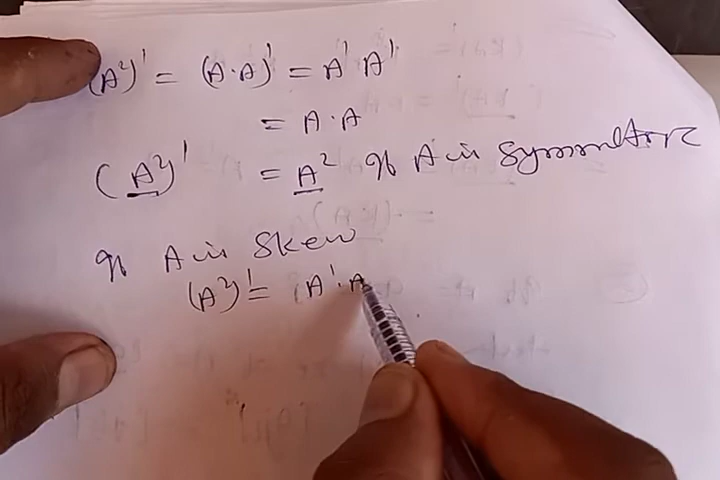 (A²)' = (A·A)' = A' A'
= A·A
(A²)' = A² If A is Symmetric
If A is Skew
(A²)' = A'·A